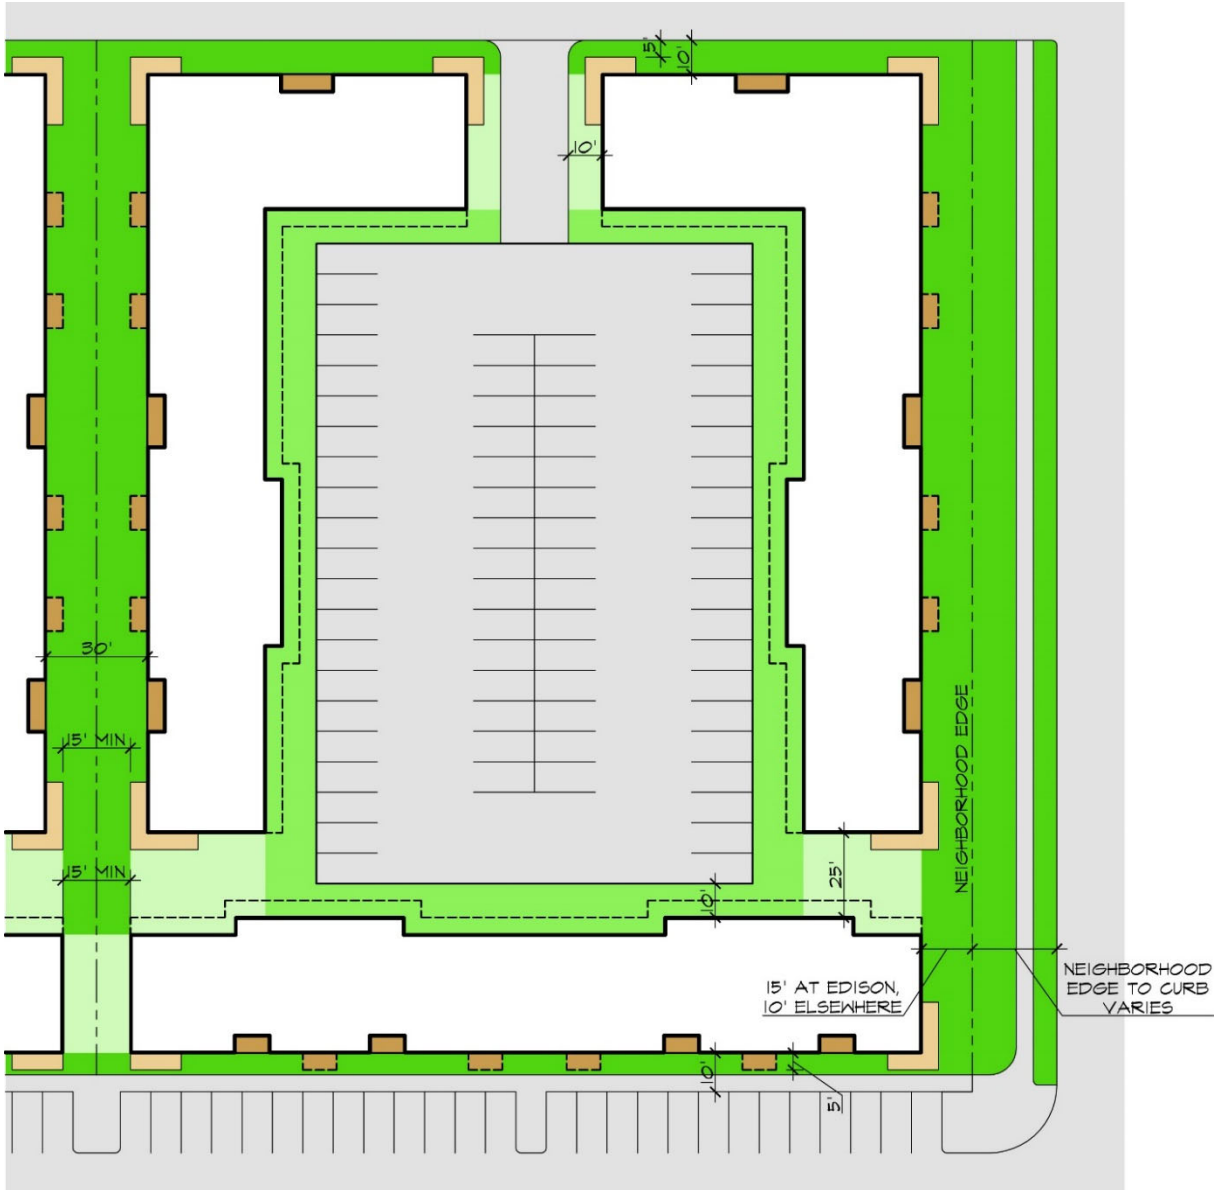 5'
10'
10'
30'
15' MIN
15' MIN
NEIGHBORHOOD EDGE
25'
10'
15' AT EDISON,
10' ELSEWHERE
NEIGHBORHOOD
EDGE TO CURB
VARIES
10'
5'